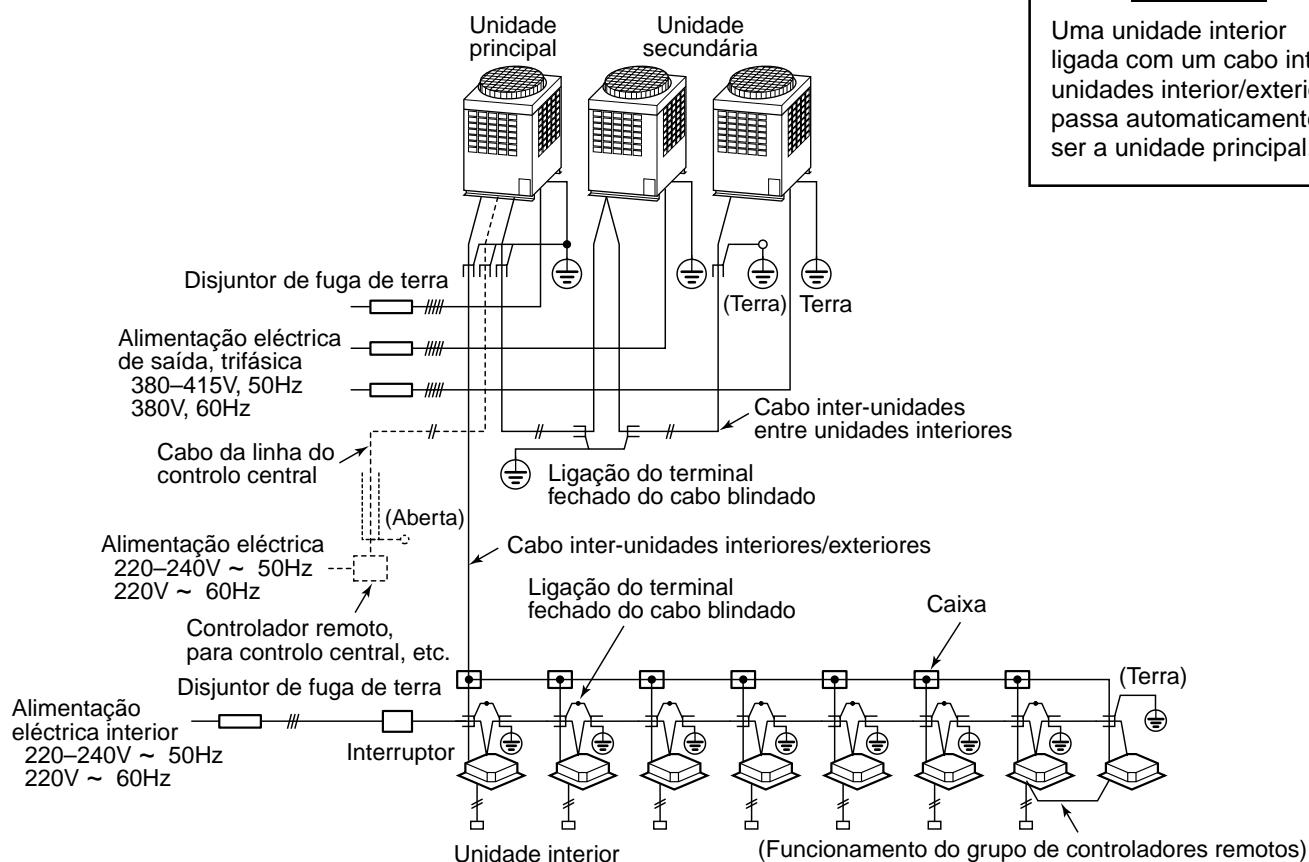 Unidade
principal
Unidade
secundária
Uma unidade interior
ligada com um cabo
unidades
passa
ser a unidade principal
Disjuntor de fuga de terra
(Terra)
Terra
Alimentação eléctrica
de saída, trifásica
380–415V, 50Hz
380V, 60Hz
Cabo inter-unidades
entre unidades interiores
Cabo da linha do
controlo central
Ligação do terminal
fechado do cabo blindado
(Aberta)
Alimentação eléctrica
220–240V ~ 50Hz
220V ~ 60Hz
Cabo inter-unidades interiores/exteriores
Ligação do terminal
fechado do cabo blindado
Caixa
Controlador remoto,
para controlo central, etc.
Disjuntor de fuga de terra
(Terra)
Alimentação
eléctrica interior
220–240V ~ 50Hz
220V ~ 60Hz
Interruptor
Unidade interior
(Funcionamento do grupo de controladores remotos)